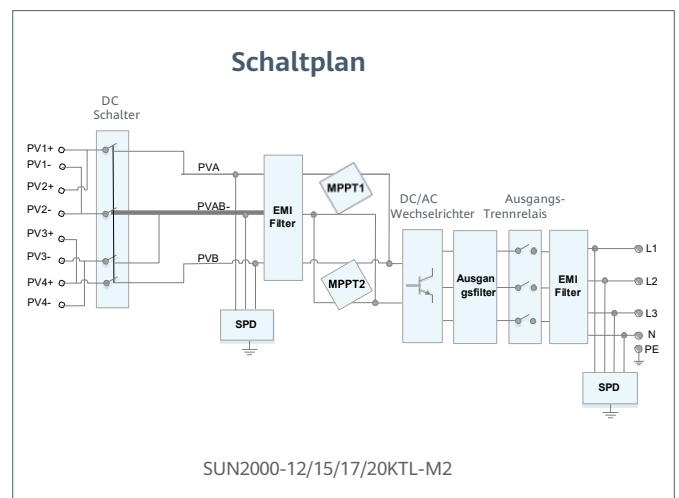 Schaltplan
DC
Schalter
PV1+
PV1-
PV2+
PV2-
PV3+
PV3-
PV4+
PV4-
PVA
PVAB-
PVB
EMI
Filter
SPD
MPPT1
MPPT2
DC/AC
Wechselrichter
Ausgan
gsfilter
Ausgangs-
Trennrelais
EMI
Filter
L1
L2
L3
N
PE
SPD
SUN2000-12/15/17/20KTL-M2